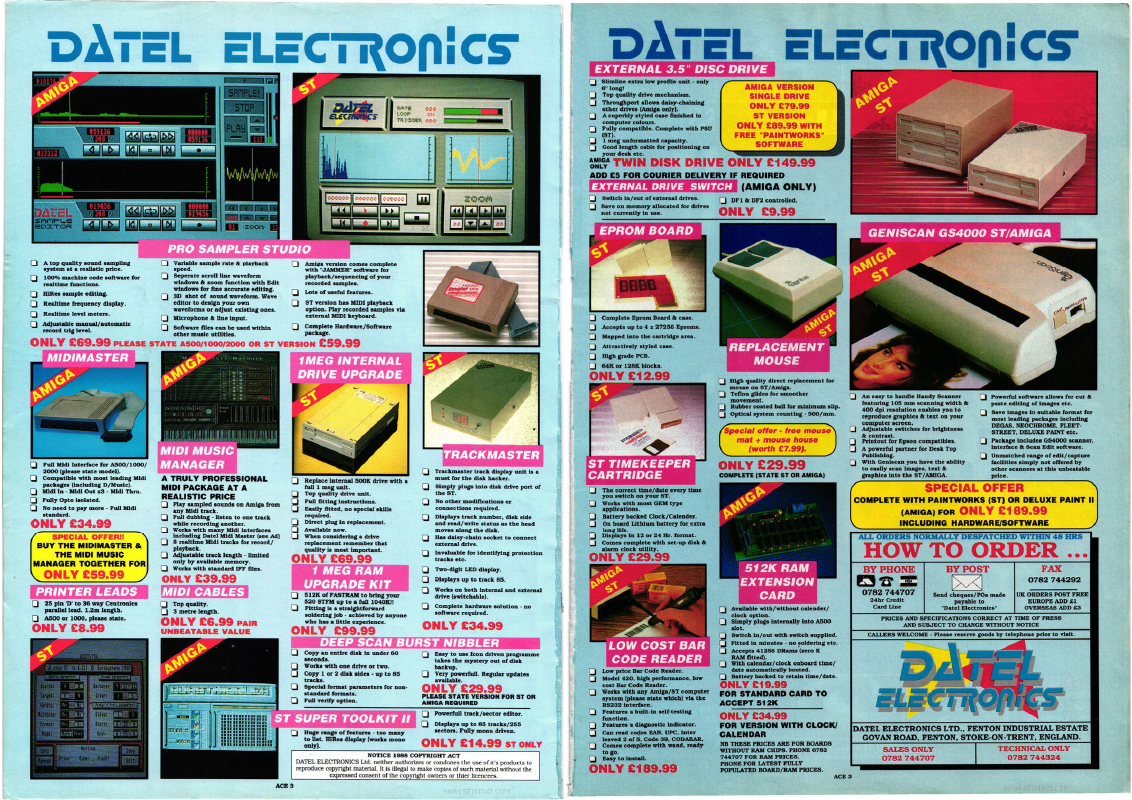 DATEL ELECTRONICS
AMIGA
ST
SAMPLE!
STOP
PLAY
DATEL
SAMPLE
EDITOR
ZOOM
DATEL
ELECTRONICS
RATE
LOOP ON
TRIGGER
ZOOM
PRO SAMPLER STUDIO
A top quality sound sampling
system at a realistic price.
100% machine code software for
realtime functions.
HiRes sample editing.
Realtime frequency display.
Realtime level meters.
Adjustable manual/automatic
record trig level.
Variable sample rate & playback
speed.
Seperate scroll line waveform
windows & zoom function with Edit
windows for fine accurate editing.
3D shot of sound waveform. Wave
editor to design your own
waveforms or adjust existing ones.
Microphone & line input.
Software files can be used within
other music utilities.
Amiga version comes complete
with "JAMMER" software for
playback/sequencing of your
recorded samples.
Lots of useful features.
ST version has MIDI playback
option. Play recorded samples via
external MIDI keyboard.
Complete Hardware/Software
package.
ONLY £69.99 PLEASE STATE A500/1000/2000 OR ST VERSION £59.99
MIDIMASTER
AMIGA
Full Midi Interface for A500/1000/
2000 (please state model).
Compatible with most leading Midi
packages (including D/Music).
Midi In - Midi Out x3 - Midi Thru.
Fully Opto isolated.
No need to pay more - Full Midi
standard.
ONLY £34.99
SPECIAL OFFER!!
BUY THE MIDIMASTER &
THE MIDI MUSIC
MANAGER TOGETHER FOR
ONLY £59.99
PRINTER LEADS
25 pin 'D' to 36 way Centronics
parallel lead. 1.2m length.
A500 or 1000, please state.
ONLY £8.99
AMIGA
MIDI MUSIC
MANAGER
A TRULY PROFESSIONAL
MIDI PACKAGE AT A
REALISTIC PRICE
Play sampled sounds on Amiga from
any Midi track.
Full dubbing - listen to one track
while recording another.
Works with many Midi interfaces
including Datel Midi Master (see Ad)
8 realtime Midi tracks for record/
playback.
Adjustable track length - limited
only by available memory.
Works with standard IFF files.
ONLY £39.99
MIDI CABLES
Top quality.
3 metre length.
ONLY £6.99 PAIR
UNBEATABLE VALUE
1MEG INTERNAL
DRIVE UPGRADE
ST
Replace internal 500K drive with a
full 1 meg unit.
Top quality drive unit.
Full fitting instructions.
Easily fitted, no special skills
required.
Direct plug in replacement.
Available now.
When considering a drive
replacement remember that
quality is most important.
ONLY £69.99
1 MEG RAM
UPGRADE KIT
512K of FASTRAM to bring your
520 STFM up to a full 1040K!!
Fitting is a straightforward
soldering job - achieved by anyone
who has a little experience.
ONLY £99.99
ST
TRACKMASTER
Trackmaster track display unit is a
must for the disk hacker.
Simply plugs into disk drive port of
the ST.
No other modifications or
connections required.
Displays track number, disk side
and read/write status as the head
moves along the disk.
Has daisy-chain socket to connect
external drive.
Invaluable for identifying protection
tracks etc.
Two-digit LED display.
Displays up to track 85.
Works on both internal and external
drive (switchable).
Complete hardware solution - no
software required.
ONLY £34.99
ST
AMIGA
DEEP SCAN BURST NIBBLER
Copy an entire disk in under 60
seconds.
Works with one drive or two.
Copy 1 or 2 disk sides - up to 85
tracks.
Special format parameters for non-
standard formats.
Full verify option.
Easy to use Icon driven programme
takes the mystery out of disk
backup.
Very powerfull. Regular updates
available.
ONLY £29.99
PLEASE STATE VERSION FOR ST OR
AMIGA REQUIRED
ST SUPER TOOLKIT II
Huge range of features - too many
to list. HiRes display (works mono
only).
Powerfull track/sector editor.
Displays up to 85 tracks/255
sectors. Fully menu driven.
ONLY £14.99 ST ONLY
NOTICE 1988 COPYRIGHT ACT
DATEL ELECTRONICS Ltd. neither authorizes or condones the use of it's products to
reproduce copyright material. It is illegal to make copies of such material without the
expressed consent of the copyright owners or thier licencees.
ACE 3
DATEL ELECTRONICS
EXTERNAL 3.5" DISC DRIVE
Slimline extra low profile unit - only
6" long!
Top quality drive mechanism.
Throughport allows daisy-chaining
other drives (Amiga only).
A superbly styled case finished in
computer colours.
Fully compatible. Complete with PSU
(ST).
1 meg unformatted capacity.
Good length cable for positioning on
your desk etc.
AMIGA VERSION
SINGLE DRIVE
ONLY £79.99
ST VERSION
ONLY £89.99 WITH
FREE "PAINTWORKS"
SOFTWARE
AMIGA
ONLY TWIN DISK DRIVE ONLY £149.99
ADD £5 FOR COURIER DELIVERY IF REQUIRED
EXTERNAL DRIVE SWITCH (AMIGA ONLY)
Switch in/out of external drives.
Save on memory allocated for drives
not currently in use.
DF1 & DF2 controlled.
ONLY £9.99
AMIGA
ST
EPROM BOARD
ST
Complete Eprom Board & case.
Accepts up to 4 x 27256 Eproms.
Mapped into the cartridge area.
Attractively styled case.
High grade PCB.
64K or 128K blocks.
ONLY £12.99
ST
ST TIMEKEEPER
CARTRIDGE
The correct time/date every time
you switch on your ST.
Works with most GEM type
applications.
Battery backed Clock/Calender.
On board Lithium battery for extra
long life.
Displays in 12 or 24 Hr. format.
Comes complete with set-up disk &
alarm clock utility.
ONLY £29.99
AMIGA
ST
LOW COST BAR
CODE READER
Low price Bar Code Reader.
Model 420, high performance, low
cost Bar Code Reader.
Works with any Amiga/ST computer
system (please state which) via the
RS232 interface.
Features a built-in self-testing
function.
Features a diagnostic indicator.
Can read codes EAN, UPC, Inter
leaved 2 of 5, Code 39, CODABAR.
Comes complete with wand, ready
to go.
Easy to install.
ONLY £189.99
AMIGA
ST
REPLACEMENT
MOUSE
High quality direct replacement for
mouse on ST/Amiga.
Teflon glides for smoother
movement.
Rubber coated ball for minimum slip.
Optical system counting - 500/mm.
Special offer - free mouse
mat + mouse house
(worth £7.99).
ONLY £29.99
COMPLETE (STATE ST OR AMIGA)
AMIGA
512K RAM
EXTENSION
CARD
Available with/without calender/
clock option.
Simply plugs internally into A500
slot.
Switch in/out with switch supplied.
Fitted in minutes - no soldering etc.
Accepts 41256 DRams (zero K
RAM fitted).
With calendar/clock onboard time/
date automatically booted.
Battery backed to retain time/date.
ONLY £19.99
FOR STANDARD CARD TO
ACCEPT 512K
ONLY £34.99
FOR VERSION WITH CLOCK/
CALENDAR
NB THESE PRICES ARE FOR BOARDS
WITHOUT RAM CHIPS. PHONE 0782
744707 FOR RAM PRICES.
PHONE FOR LATEST FULLY
POPULATED BOARD/RAM PRICES.
GENISCAN GS4000 ST/AMIGA
AMIGA
ST
An easy to handle Handy Scanner
featuring 105 mm scanning width &
400 dpi resolution enables you to
reproduce graphics & text on your
computer screen.
Adjustable switches for brightness
& contrast.
Printout for Epson compatibles.
A powerful partner for Desk Top
Publishing.
With Geniscan you have the ability
to easily scan images, text &
graphics into the ST/AMIGA.
Powerful software allows for cut &
paste editing of images etc.
Save images in suitable format for
most leading packages including
DEGAS, NEOCHROME, FLEET-
STREET, DELUXE PAINT etc.
Package includes GS4000 scanner,
interface & Scan Edit software.
Unmatched range of edit/capture
facilities simply not offered by
other scanners at this unbeatable
price.
SPECIAL OFFER
COMPLETE WITH PAINTWORKS (ST) OR DELUXE PAINT II
(AMIGA) FOR ONLY £189.99
INCLUDING HARDWARE/SOFTWARE
ALL ORDERS NORMALLY DESPATCHED WITHIN 48 HRS
HOW TO ORDER ...
BY PHONE
0782 744707
24hr Credit
Card Line
BY POST
Send cheques/POs made
payable to
"Datel Electronics"
FAX
0782 744292
UK ORDERS POST FREE
EUROPE ADD £1
OVERSEAS ADD £3
PRICES AND SPECIFICATIONS CORRECT AT TIME OF PRESS
AND SUBJECT TO CHANGE WITHOUT NOTICE
CALLERS WELCOME - Please reserve goods by telephone prior to visit.
DATEL
ELECTRONICS
DATEL ELECTRONICS LTD., FENTON INDUSTRIAL ESTATE
GOVAN ROAD, FENTON, STOKE-ON-TRENT, ENGLAND.
SALES ONLY
0782 744707
TECHNICAL ONLY
0782 744324
ACE 3